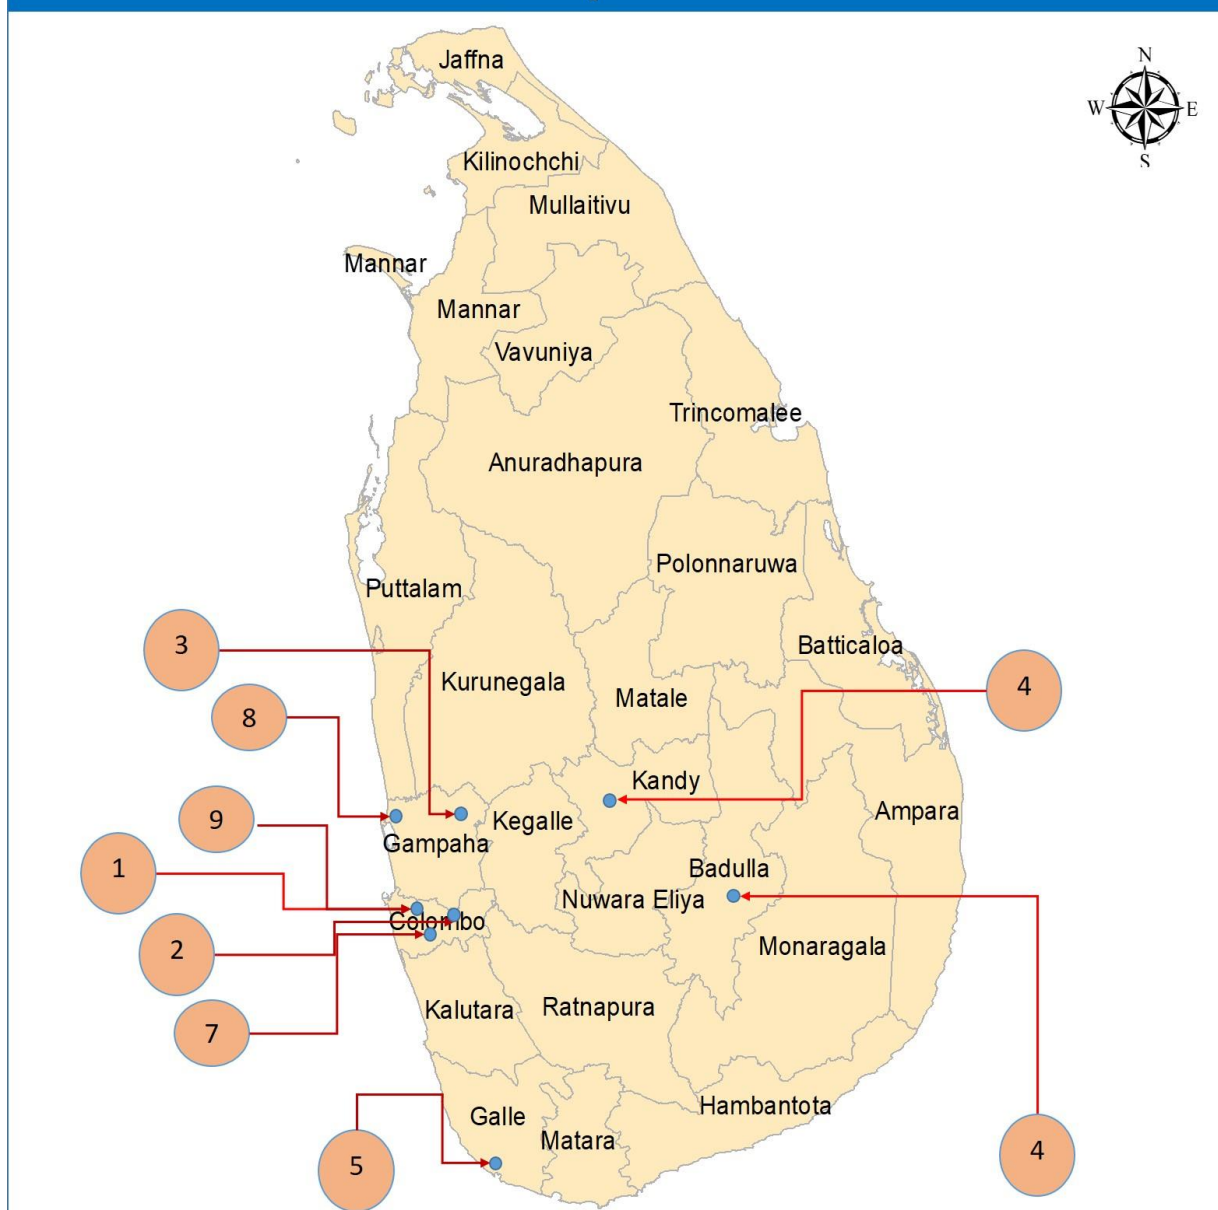 Jaffna
N
W E
S
Kilinochchi
Mullaitivu
Mannar
Mannar
Vavuniya
Trincomalee
Anuradhapura
Polonnaruwa
Puttalam
3
Batticaloa
Kurunegala
4
Matale
8
Kandy
Ampara
9
Kegalle
Gampaha
1
Badulla
Nuwara Eliya
Colombo
2
Monaragala
Kalutara
Ratnapura
7
Hambantota
Galle
Matara
4
5